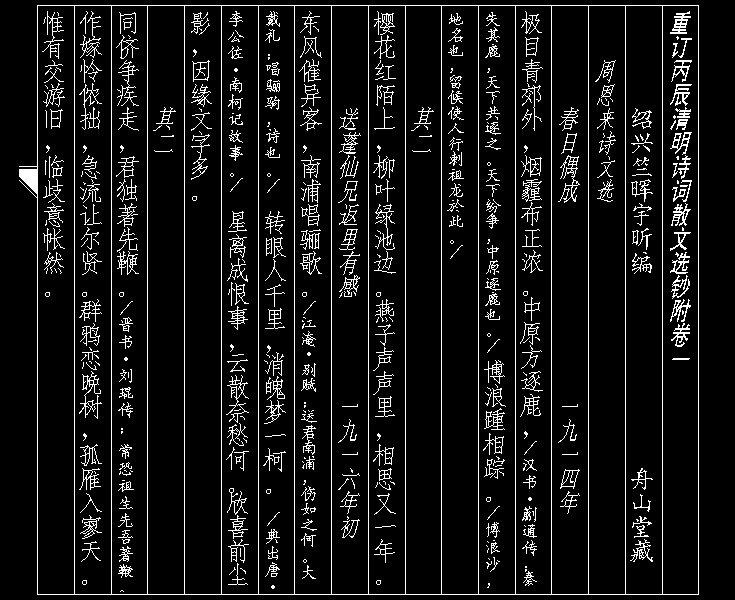 重订丙辰清明诗词散文选钞附卷一
绍兴竺晖宇昕编 舟山堂藏
周恩来诗文选
春日偶成 一九一四年
极目青郊外,烟霾布正浓。中原方逐鹿,/汉书·蒯通传;秦
失其鹿,天下共逐之。天下纷争,中原逐鹿也。/博浪踵相踪。/博浪沙,
地名也,留候使人行刺祖龙於此。/
其二
樱花红陌上,柳叶绿池边。燕子声声里,相思又一年。
送蓬仙兄返里有感 一九一六年初
东风催异客,南浦唱骊歌。/江淹·别赋;送君南浦,伤如之何。大
戴礼;唱骊驹,诗也。/转眼人千里,消魄梦一柯。/典出唐·
李公佐·南柯记故事。/星离成恨事,云散奈愁何。欣喜前尘
影,因缘文字多。
其二
同侪争疾走,君独著先鞭。/晋书·刘琨传;常恐祖生先吾著鞭。
作嫁怜侬拙,急流让尔贤。群鸦恋晚树,孤雁入寥天。
惟有交游旧,临歧意怅然。